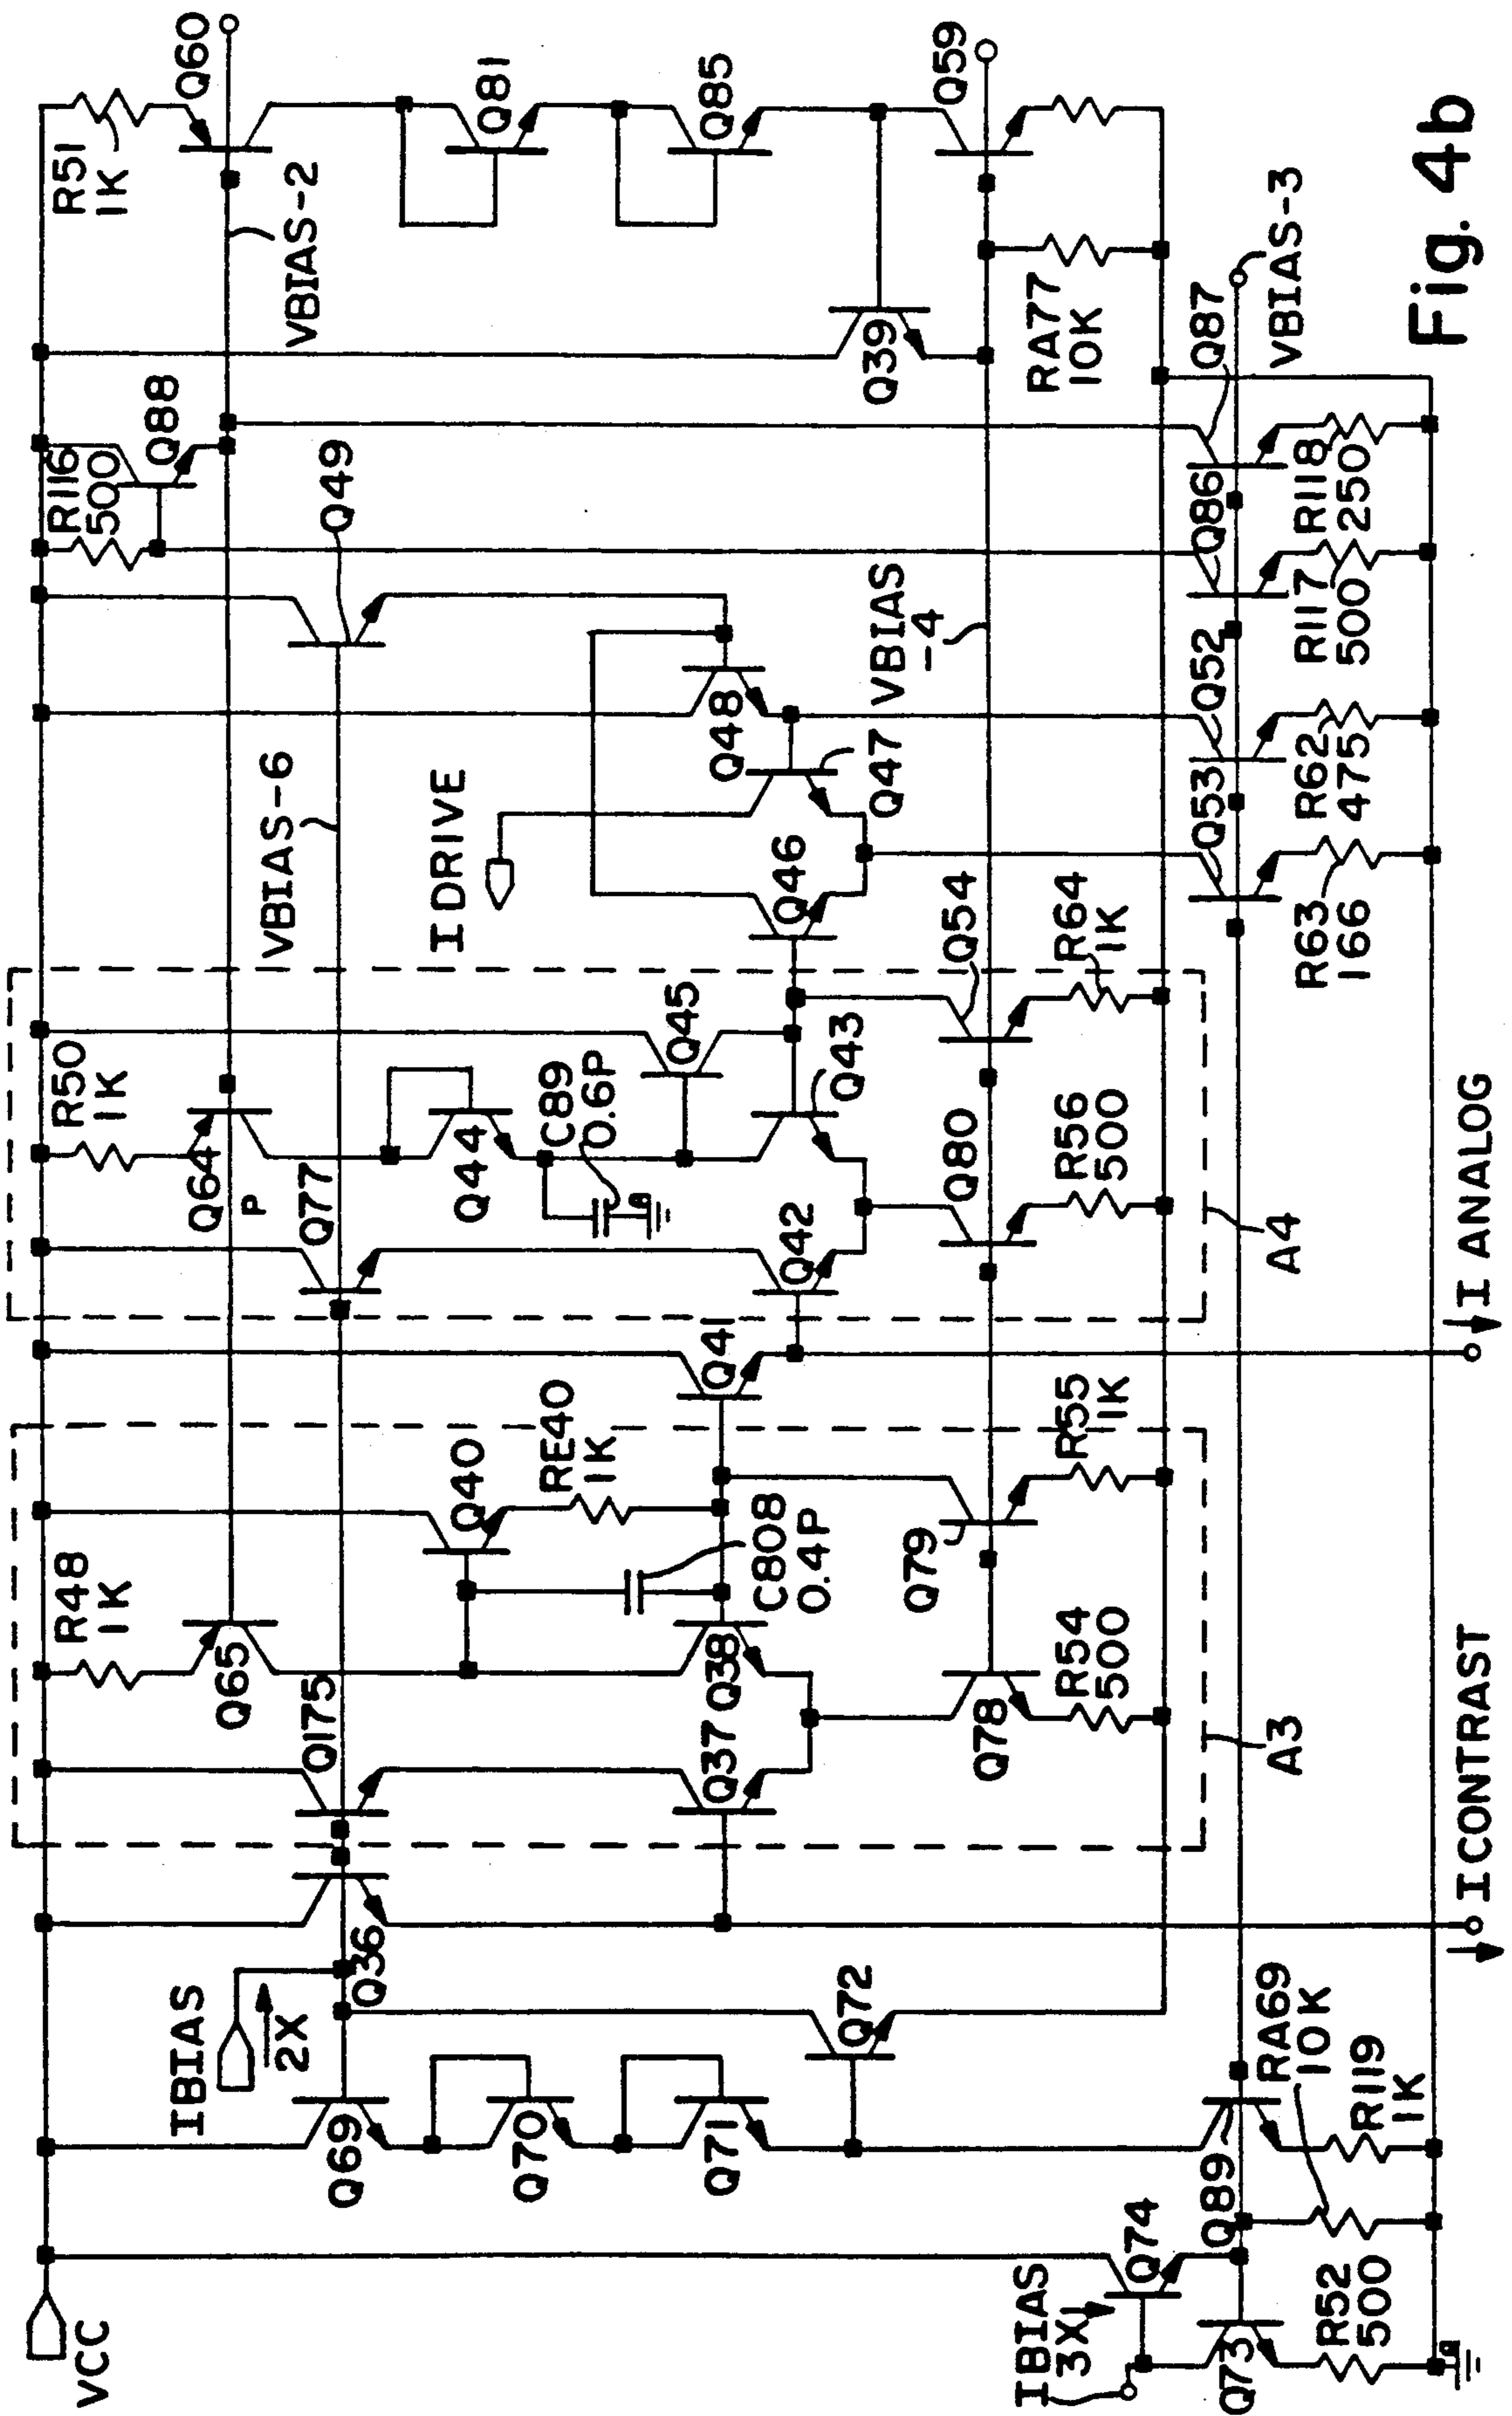 VCC
IBIAS
2X
Q36
Q69
Q70
Q71
Q72
IBIAS
3X1
Q74
Q73
R52
500
Q89
RA69
10K
R119
1K
I CONTRAST
R48
1K
Q65
Q175
Q37
Q38
Q40
RE40
1K
C808
0.4P
Q78
R54
500
Q79
R55
1K
A3
Q41
I ANALOG
R50
1K
Q64
P
Q77
Q44
C89
0.6P
Q45
Q42
Q43
Q80
R56
500
Q54
R64
1K
A4
VBIAS-6
I DRIVE
Q46
Q47
Q48
Q49
VBIAS
-4
Q53
R63
166
Q52
R62
475
R116
500
Q88
Q86
R117
500
Q87
R118
250
VBIAS-3
VBIAS-2
R51
1K
Q60
Q81
Q85
Q39
Q59
RA77
10K
Fig. 4b